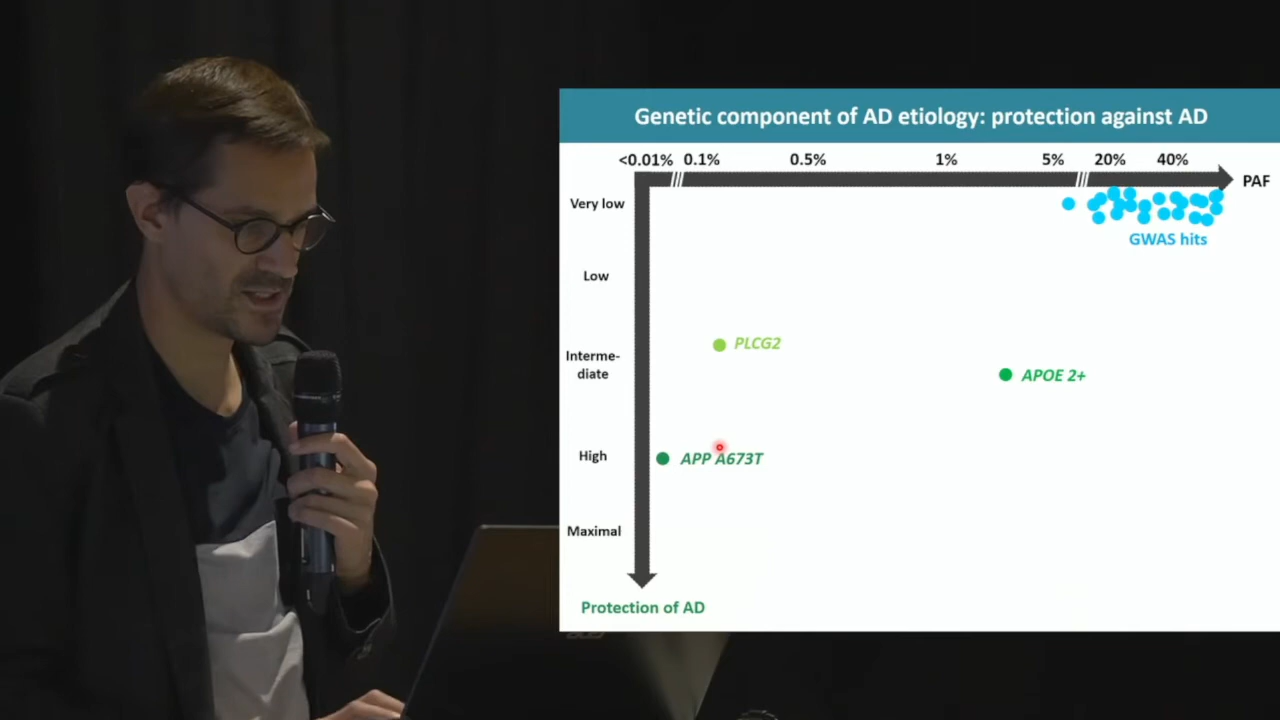 Genetic component of AD etiology: protection against AD
<0.01% 0.1% 0.5% 1% 5% 20% 40%
PAF
Very low
GWAS hits
Low
PLCG2
Interme-
diate
APOE 2+
High
APP A673T
Maximal
Protection of AD